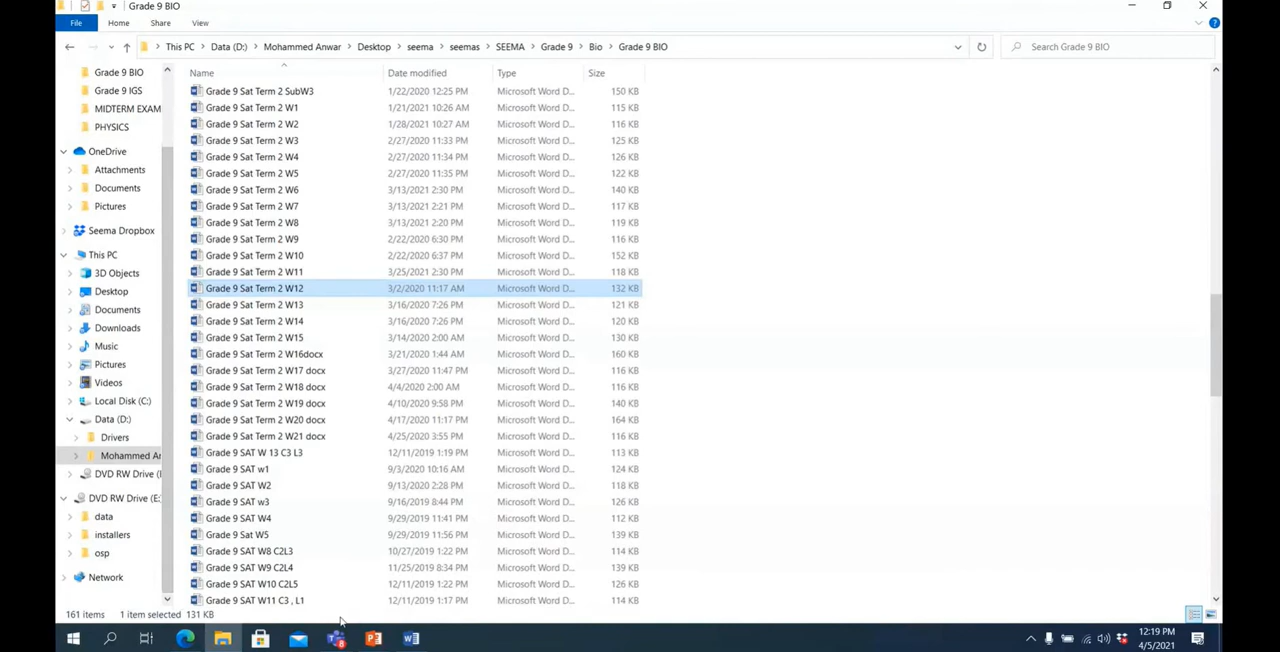 Grade 9 BIO
File Home Share View
This PC Data (D:) Mohammed Anwar Desktop seema seemas SEEMA Grade 9 Bio Grade 9 BIO
Search Grade 9 BIO
Grade 9 BIO
Grade 9 IGS
MIDTERM EXAM
PHYSICS
OneDrive
Attachments
Documents
Pictures
Seema Dropbox
This PC
3D Objects
Desktop
Documents
Downloads
Music
Pictures
Videos
Local Disk (C:)
Data (D:)
Drivers
Mohammed Ar
DVD RW Drive (I
DVD RW Drive (E:
data
installers
osp
Network
Name Date modified Type Size
Grade 9 Sat Term 2 SubW3 1/22/2020 12:25 PM Microsoft Word D... 150 KB
Grade 9 Sat Term 2 W1 1/21/2021 10:26 AM Microsoft Word D... 115 KB
Grade 9 Sat Term 2 W2 1/28/2021 10:27 AM Microsoft Word D... 116 KB
Grade 9 Sat Term 2 W3 2/27/2020 11:33 PM Microsoft Word D... 125 KB
Grade 9 Sat Term 2 W4 2/27/2020 11:34 PM Microsoft Word D... 126 KB
Grade 9 Sat Term 2 W5 2/27/2020 11:35 PM Microsoft Word D... 122 KB
Grade 9 Sat Term 2 W6 3/13/2021 2:30 PM Microsoft Word D... 140 KB
Grade 9 Sat Term 2 W7 3/13/2021 2:21 PM Microsoft Word D... 117 KB
Grade 9 Sat Term 2 W8 3/13/2021 2:20 PM Microsoft Word D... 119 KB
Grade 9 Sat Term 2 W9 2/22/2020 6:30 PM Microsoft Word D... 116 KB
Grade 9 Sat Term 2 W10 2/22/2020 6:37 PM Microsoft Word D... 152 KB
Grade 9 Sat Term 2 W11 3/25/2021 2:30 PM Microsoft Word D... 118 KB
Grade 9 Sat Term 2 W12 3/2/2020 11:17 AM Microsoft Word D... 132 KB
Grade 9 Sat Term 2 W13 3/16/2020 7:26 PM Microsoft Word D... 121 KB
Grade 9 Sat Term 2 W14 3/16/2020 7:26 PM Microsoft Word D... 120 KB
Grade 9 Sat Term 2 W15 3/14/2020 2:00 AM Microsoft Word D... 130 KB
Grade 9 Sat Term 2 W16docx 3/21/2020 1:44 AM Microsoft Word D... 160 KB
Grade 9 Sat Term 2 W17 docx 3/27/2020 11:47 PM Microsoft Word D... 116 KB
Grade 9 Sat Term 2 W18 docx 4/4/2020 2:00 AM Microsoft Word D... 116 KB
Grade 9 Sat Term 2 W19 docx 4/10/2020 9:58 PM Microsoft Word D... 140 KB
Grade 9 Sat Term 2 W20 docx 4/17/2020 11:17 PM Microsoft Word D... 164 KB
Grade 9 Sat Term 2 W21 docx 4/25/2020 3:55 PM Microsoft Word D... 116 KB
Grade 9 SAT W 13 C3 L3 12/11/2019 1:19 PM Microsoft Word D... 113 KB
Grade 9 SAT w1 9/3/2020 10:16 AM Microsoft Word D... 124 KB
Grade 9 SAT W2 9/13/2020 2:28 PM Microsoft Word D... 118 KB
Grade 9 SAT w3 9/16/2019 8:44 PM Microsoft Word D... 126 KB
Grade 9 SAT W4 9/29/2019 11:41 PM Microsoft Word D... 112 KB
Grade 9 Sat W5 9/29/2019 11:56 PM Microsoft Word D... 139 KB
Grade 9 SAT W8 C2L3 10/27/2019 1:22 PM Microsoft Word D... 114 KB
Grade 9 SAT W9 C2L4 11/25/2019 8:34 PM Microsoft Word D... 139 KB
Grade 9 SAT W10 C2L5 12/11/2019 1:22 PM Microsoft Word D... 126 KB
Grade 9 SAT W11 C3 , L1 12/11/2019 1:17 PM Microsoft Word D... 114 KB
161 items 1 item selected 131 KB
12:19 PM
4/5/2021